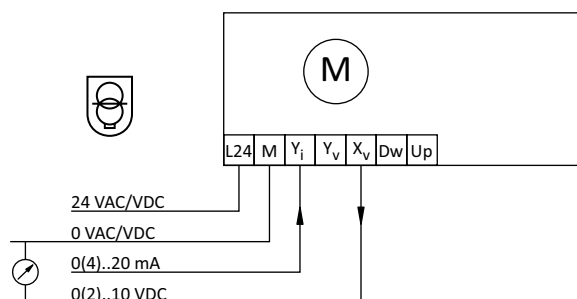 M
L24 M Yi Yv Xv Dw Up
24 VAC/VDC
0 VAC/VDC
0(4)..20 mA
0(2)..10 VDC